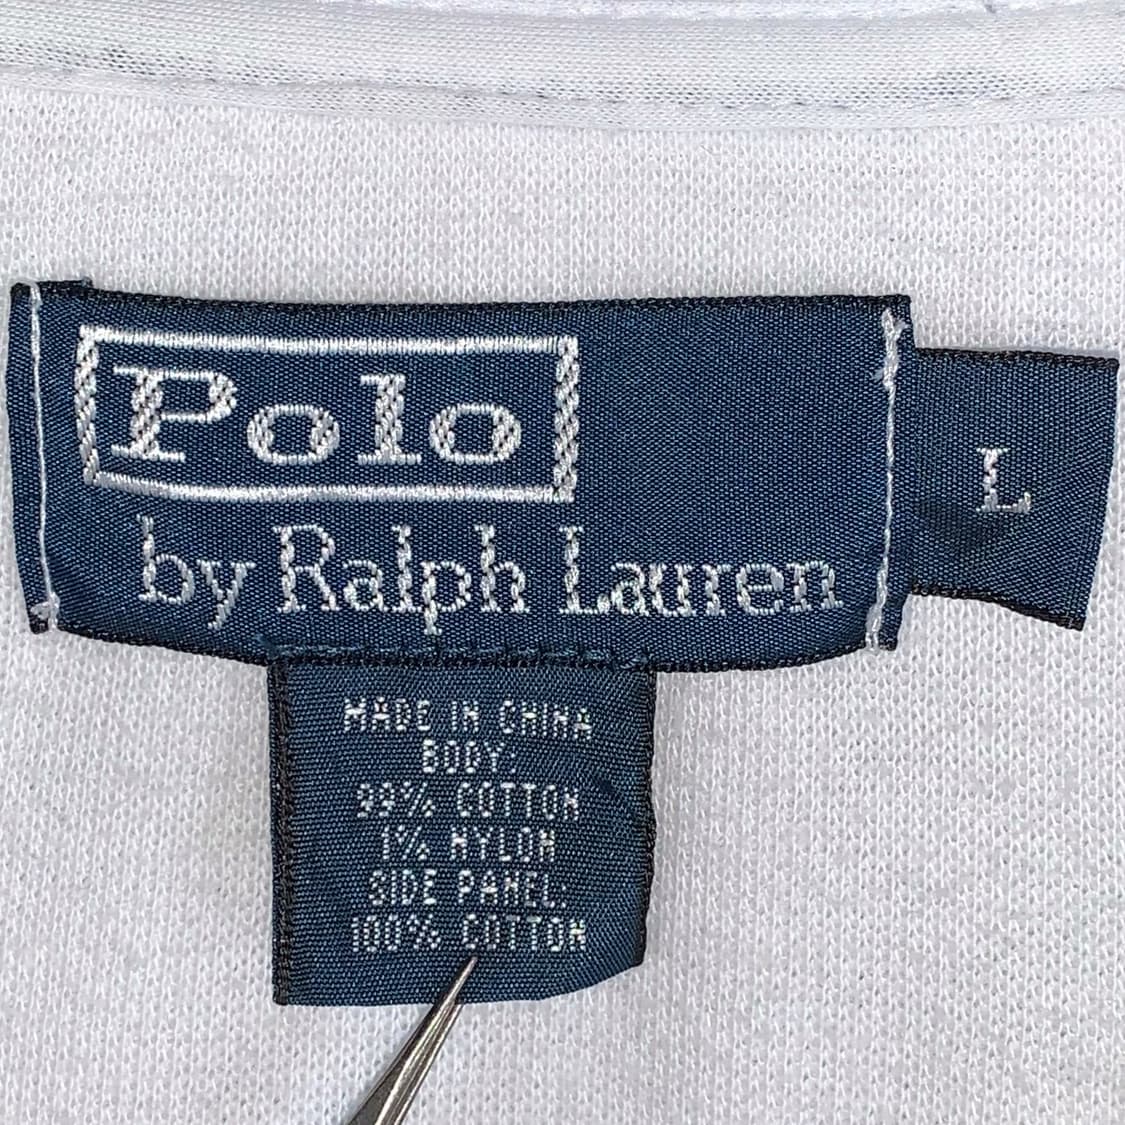 Polo
by Ralph Lauren
L
MADE IN CHINA
BODY:
99% COTTON
1% NYLON
SIDE PANEL:
100% COTTON